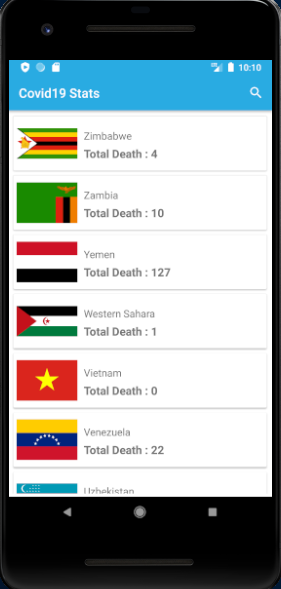 10:10
Covid19 Stats
Zimbabwe
Total Death : 4
Zambia
Total Death : 10
Yemen
Total Death : 127
Western Sahara
Total Death : 1
Vietnam
Total Death : 0
Venezuela
Total Death : 22
Uzbekistan